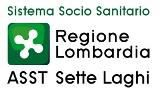 Sistema Socio Sanitario
Regione
Lombardia
ASST Sette Laghi